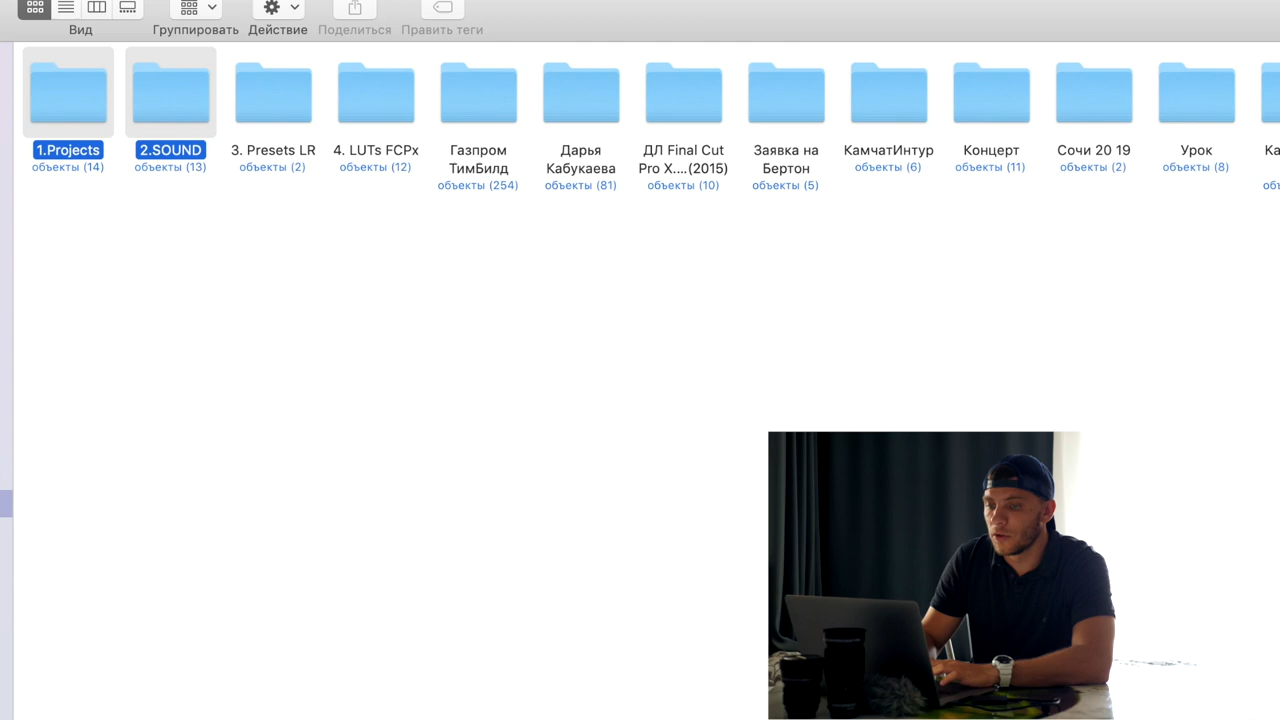 Вид Группировать Действие Поделиться Править теги
1.Projects
объекты (14)
2.SOUND
объекты (13)
3. Presets LR
объекты (2)
4. LUTs FCPx
объекты (12)
Газпром
ТимБилд
объекты (254)
Дарья
Кабукаева
объекты (81)
ДЛ Final Cut
Pro X....(2015)
объекты (10)
Заявка на
Бертон
объекты (5)
КамчатИнтур
объекты (6)
Концерт
объекты (11)
Сочи 20 19
объекты (2)
Урок
объекты (8)